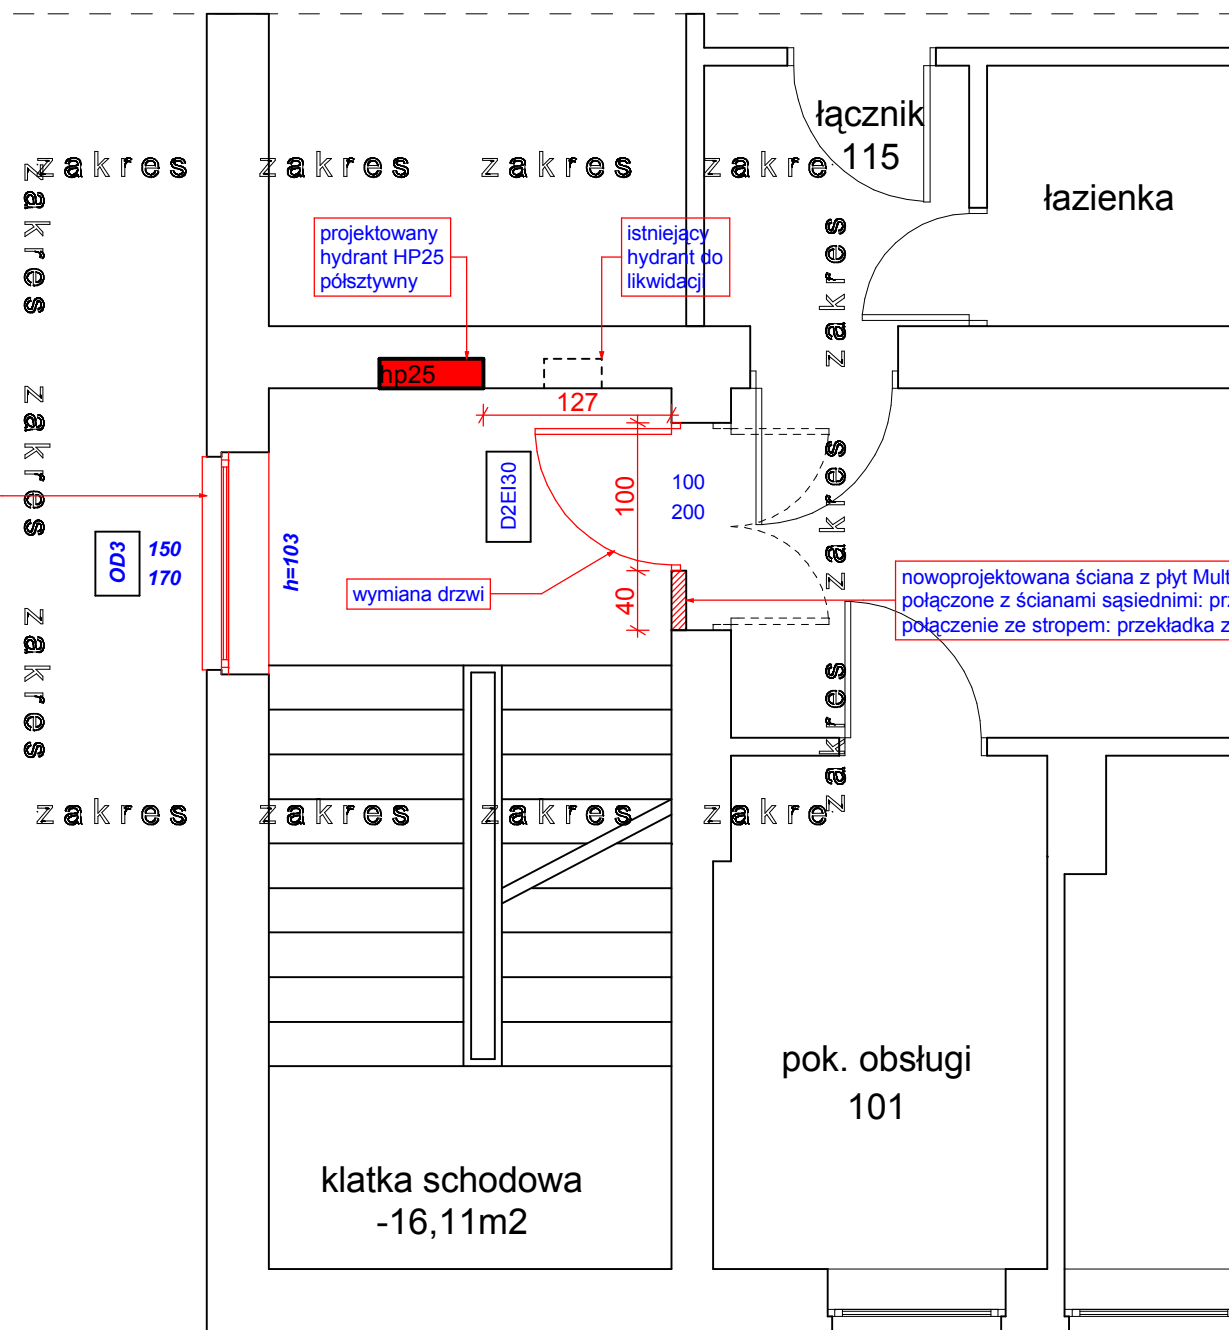 łącznik
115
łazienka
zakres zakres zakres zakre
zakres zakres zakres
zakres zakres zakres
projektowany
hydrant HP25
półsztywny
istniejący
hydrant do
likwidacji
hp25
127
D2EI30
100
100
200
40
OD3
150
170
h=103
wymiana drzwi
nowoprojektowana ściana z płyt Mult
połączone z ścianami sąsiednimi: prz
połączenie ze stropem: przekładka z
zakres zakres zakres zakre
pok. obsługi
101
klatka schodowa
-16,11m2